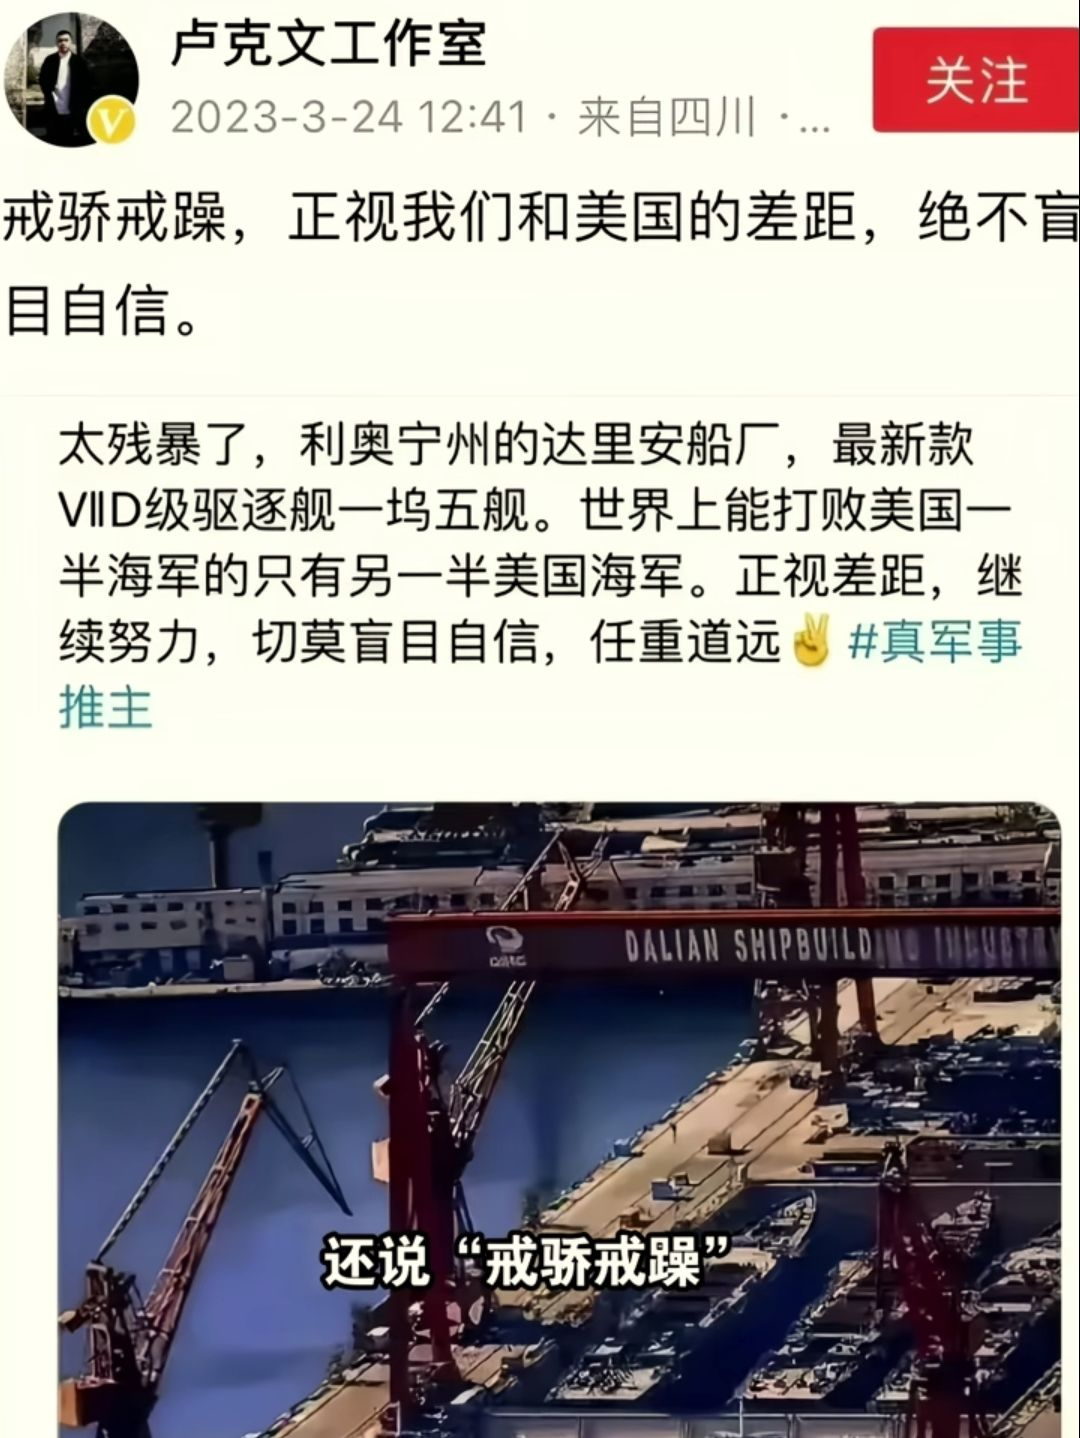 卢克文工作室
关注
2023-3-24 12:41 · 来自四川 · ...
戒骄戒躁，正视我们和美国的差距，绝不盲
目自信。
太残暴了，利奥宁州的达里安船厂，最新款
VⅡD级驱逐舰一坞五舰。世界上能打败美国一
半海军的只有另一半美国海军。正视差距，继
续努力，切莫盲目自信，任重道远✌️ #真军事
推主
DALIAN SHIPBUILDING INDUSTRY
还说“戒骄戒躁”